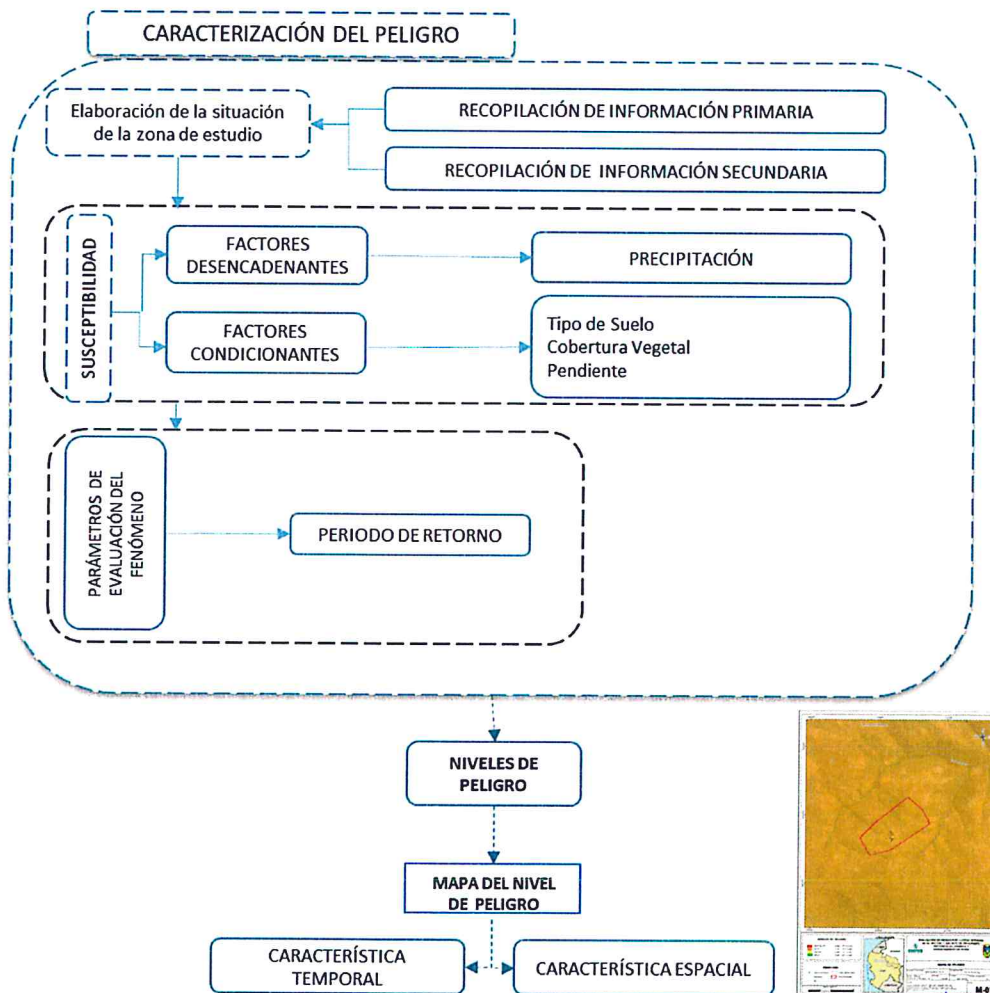 CARACTERIZACIÓN DEL PELIGRO
Elaboración de la situación
de la zona de estudio
RECOPILACIÓN DE INFORMACIÓN PRIMARIA
RECOPILACIÓN DE INFORMACIÓN SECUNDARIA
SUSCEPTIBILIDAD
FACTORES
DESENCADENANTES
PRECIPITACIÓN
FACTORES
CONDICIONANTES
Tipo de Suelo
Cobertura Vegetal
Pendiente
PARÁMETROS DE
EVALUACIÓN DEL
FENÓMENO
PERIODO DE RETORNO
NIVELES DE
PELIGRO
MAPA DEL NIVEL
DE PELIGRO
CARACTERÍSTICA
TEMPORAL
CARACTERÍSTICA ESPACIAL